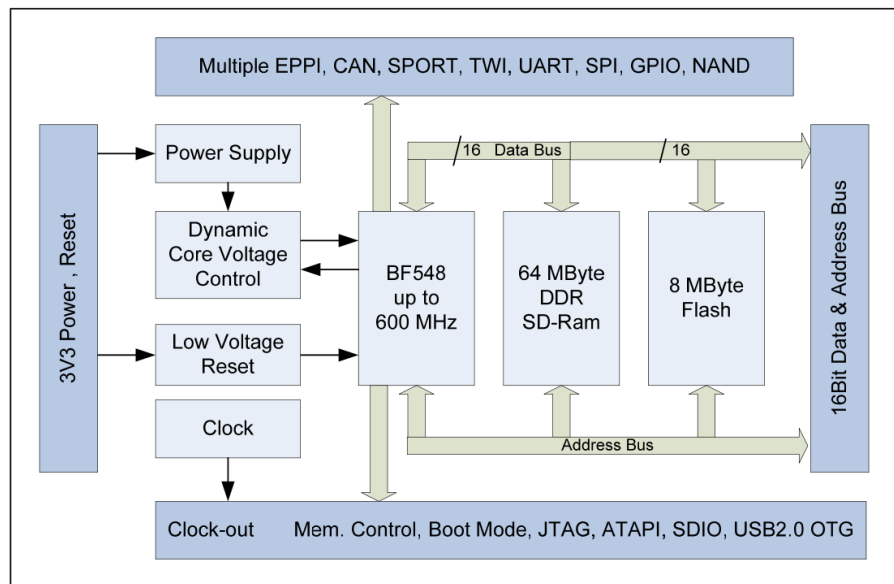 Multiple EPPI, CAN, SPORT, TWI, UART, SPI, GPIO, NAND
3V3 Power , Reset
Power Supply
Dynamic
Core Voltage
Control
Low Voltage
Reset
Clock
16 Data Bus
16
BF548
up to
600 MHz
64 MByte
DDR
SD-Ram
8 MByte
Flash
Address Bus
16Bit Data & Address Bus
Clock-out Mem. Control, Boot Mode, JTAG, ATAPI, SDIO, USB2.0 OTG